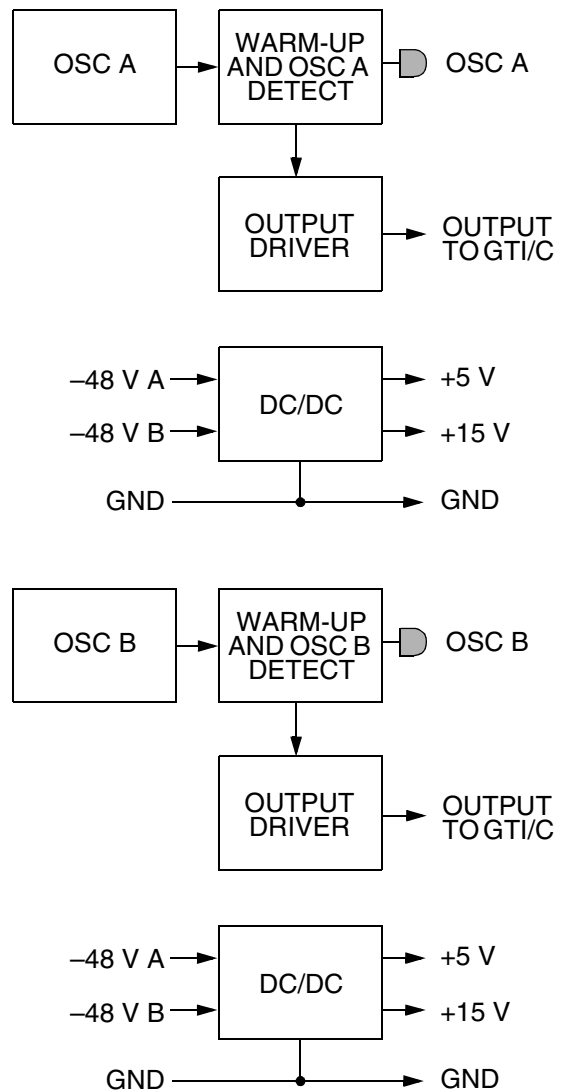 OSC A
WARM-UP
AND OSC A
DETECT
OSC A
OUTPUT
DRIVER
OUTPUT
TO GTI/C
–48 V A
DC/DC
+5 V
–48 V B
+15 V
GND
GND
OSC B
WARM-UP
AND OSC B
DETECT
OSC B
OUTPUT
DRIVER
OUTPUT
TO GTI/C
–48 V A
DC/DC
+5 V
–48 V B
+15 V
GND
GND